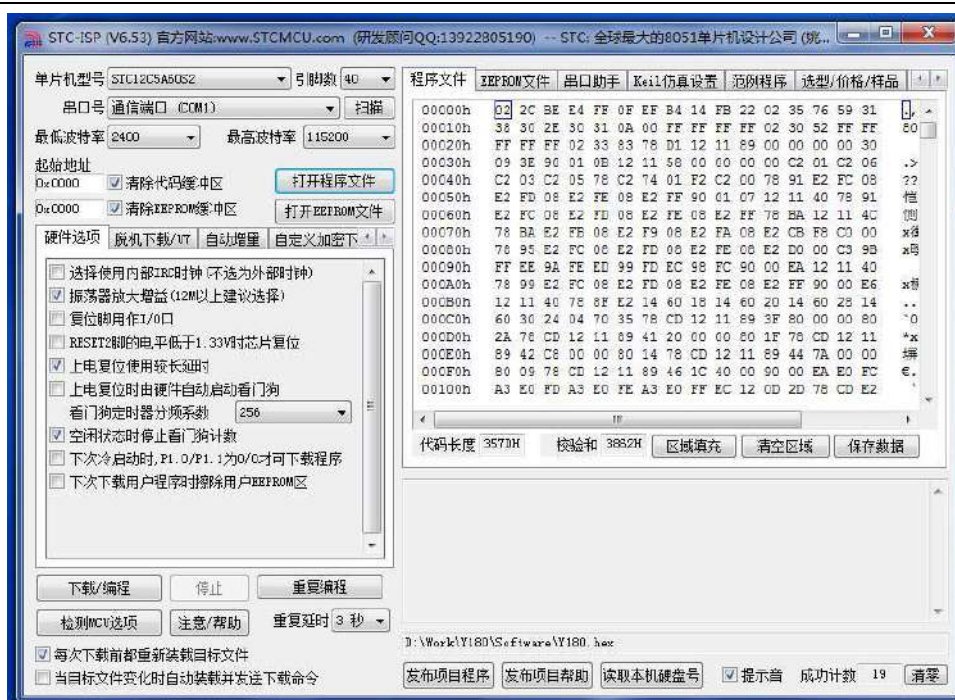 STC-ISP (V6.53) 官方网站:www.STCMCU.com (研发顾问QQ:13922805190) -- STC: 全球最大的8051单片机设计公司 (姚...
单片机型号 STC12C5A60S2 引脚数 40
串口号 通信端口 (COM1) 扫描
最低波特率 2400 最高波特率 115200
起始地址
0x0000 清除代码缓冲区 打开程序文件
0x0000 清除EEPROM缓冲区 打开EEPROM文件
硬件选项 脱机下载/U7 自动增量 自定义加密下
选择使用内部IRC时钟(不选为外部时钟)
振荡器放大增益(12M以上建议选择)
复位脚用作I/O口
RESET2脚的电平低于1.33V时芯片复位
上电复位使用较长延时
上电复位时由硬件自动启动看门狗
看门狗定时器分频系数 256
空闲状态时停止看门狗计数
下次冷启动时,P1.0/P1.1为0/0才可下载程序
下次下载用户程序时擦除用户EEPROM区
下载/编程 停止 重复编程
检测MCU选项 注意/帮助 重复延时 3 秒
每次下载前都重新装载目标文件
当目标文件变化时自动装载并发送下载命令
程序文件 EEPROM文件 串口助手 Keil仿真设置 范例程序 选型/价格/样品
00000h 02 2C BE E4 FF 0F EF B4 14 FB 22 02 35 76 59 31
00010h 38 30 2E 30 31 0A 00 FF FF FF FF 02 30 52 FF FF 80
00020h FF FF FF 02 33 83 78 D1 12 11 89 00 00 00 00 30
00030h 09 3E 90 01 0B 12 11 58 00 00 00 00 C2 01 C2 06 .>
00040h C2 03 C2 05 78 C2 74 01 F2 C2 00 78 91 E2 FC 08 ??
00050h E2 FD 08 E2 FE 08 E2 FF 90 01 07 12 11 40 78 91
00060h E2 FC 08 E2 FD 08 E2 FE 08 E2 FF 78 BA 12 11 4C
00070h 78 BA E2 FB 08 E2 F9 08 E2 FA 08 E2 CB F8 C0 00
00080h 78 95 E2 FC 08 E2 FD 08 E2 FE 08 E2 D0 00 C3 9B
00090h FF EE 9A FE ED 99 FD EC 98 FC 90 00 EA 12 11 40
000A0h 78 99 E2 FC 08 E2 FD 08 E2 FE 08 E2 FF 90 00 E6
000B0h 12 11 40 78 8F E2 14 60 18 14 60 20 14 60 28 14 ..
000C0h 60 30 24 04 70 35 78 CD 12 11 89 3F 80 00 00 80 `0
000D0h 2A 78 CD 12 11 89 41 20 00 00 80 1F 78 CD 12 11 *x
000E0h 89 42 C8 00 00 80 14 78 CD 12 11 89 44 7A 00 00
000F0h 80 09 78 CD 12 11 89 46 1C 40 00 90 00 EA E0 FC €.
00100h A3 E0 FD A3 E0 FE A3 E0 FF EC 12 0D 2D 78 CD E2
代码长度 357DH 校验和 3862H 区域填充 清空区域 保存数据
D:\Work\Y180\Software\Y180.hex
发布项目程序 发布项目帮助 读取本机硬盘号 提示音 成功计数 19 清零